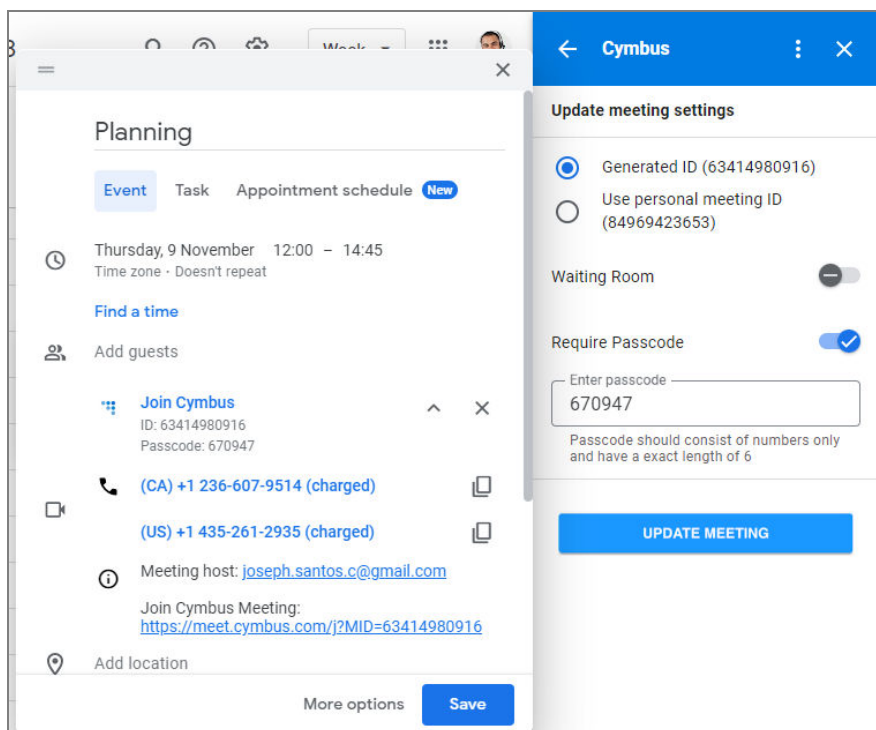 Week
Planning
Event Task Appointment schedule New
Thursday, 9 November 12:00 – 14:45
Time zone · Doesn't repeat
Find a time
Add guests
Join Cymbus
ID: 63414980916
Passcode: 670947
(CA) +1 236-607-9514 (charged)
(US) +1 435-261-2935 (charged)
Meeting host: joseph.santos.c@gmail.com
Join Cymbus Meeting:
https://meet.cymbus.com/j?MID=63414980916
Add location
More options Save
Cymbus
Update meeting settings
Generated ID (63414980916)
Use personal meeting ID
(84969423653)
Waiting Room
Require Passcode
Enter passcode
670947
Passcode should consist of numbers only
and have a exact length of 6
UPDATE MEETING